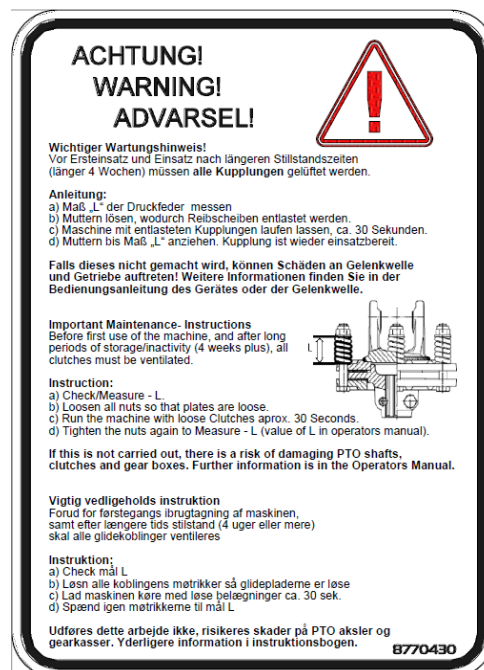 ACHTUNG!
WARNING!
ADVARSEL!
Wichtiger Wartungshinweis!
Vor Ersteinsatz und Einsatz nach längeren Stillstandszeiten
(länger 4 Wochen) müssen alle Kupplungen gelüftet werden.
Anleitung:
a) Maß „L" der Druckfeder messen
b) Muttern lösen, wodurch Reibscheiben entlastet werden.
c) Maschine mit entlasteten Kupplungen laufen lassen, ca. 30 Sekunden.
d) Muttern bis Maß „L" anziehen. Kupplung ist wieder einsatzbereit.
Falls dieses nicht gemacht wird, können Schäden an Gelenkwelle
und Getriebe auftreten! Weitere Informationen finden Sie in der
Bedienungsanleitung des Gerätes oder der Gelenkwelle.
Important Maintenance- Instructions
Before first use of the machine, and after long
periods of storage/inactivity (4 weeks plus), all
clutches must be ventilated.
L
Instruction:
a) Check/Measure - L.
b) Loosen all nuts so that plates are loose.
c) Run the machine with loose Clutches aprox. 30 Seconds.
d) Tighten the nuts again to Measure - L (value of L in operators manual).
If this is not carried out, there is a risk of damaging PTO shafts,
clutches and gear boxes. Further information is in the Operators Manual.
Vigtig vedligeholds instruktion
Forud for førstegangs ibrugtagning af maskinen,
samt efter længere tids stilstand (4 uger eller mere)
skal alle glidekoblinger ventileres
Instruktion;
a) Check mål L
b) Løsn alle koblingens møtrikker så glidepladerne er løse
c) Lad maskinen køre med løse belægninger ca. 30 sek.
d) Spænd igen møtrikkerne til mål L
Udføres dette arbejde ikke, risikeres skader på PTO aksler og
gearkasser. Yderligere information i instruktionsbogen.
8770430